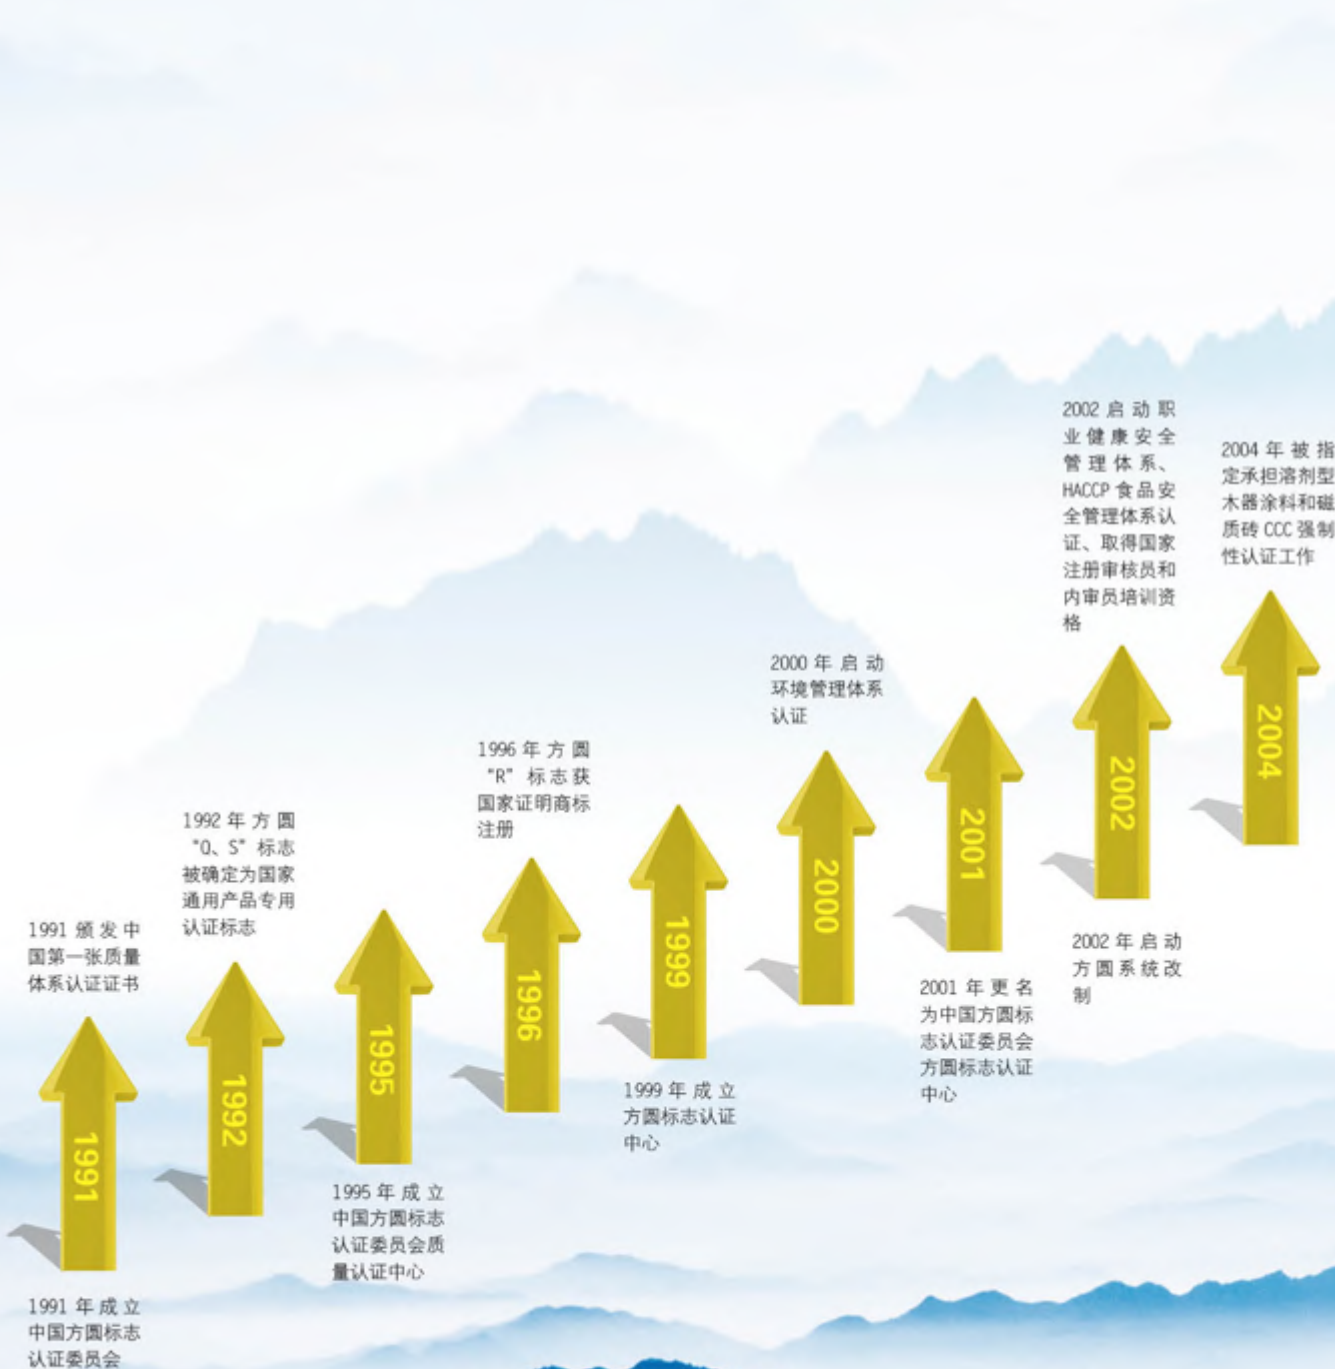 1991 颁发中
国第一张质量
体系认证证书
1991
1991 年成立
中国方圆标志
认证委员会
1992 年方圆
"Q、S" 标志
被确定为国家
通用产品专用
认证标志
1992
1995
1995 年成立
中国方圆标志
认证委员会质
量认证中心
1996 年方圆
"R" 标志获
国家证明商标
注册
1996
1999
1999 年成立
方圆标志认证
中心
2000 年启动
环境管理体系
认证
2000
2001
2001 年更名
为中国方圆标
志认证委员会
方圆标志认证
中心
2002 启动职
业健康安全
管理体系、
HACCP 食品安
全管理体系认
证、取得国家
注册审核员和
内审员培训资
格
2002
2002 年启动
方圆系统改
制
2004 年被指
定承担溶剂型
木器涂料和磁
质砖 CCC 强制
性认证工作
2004